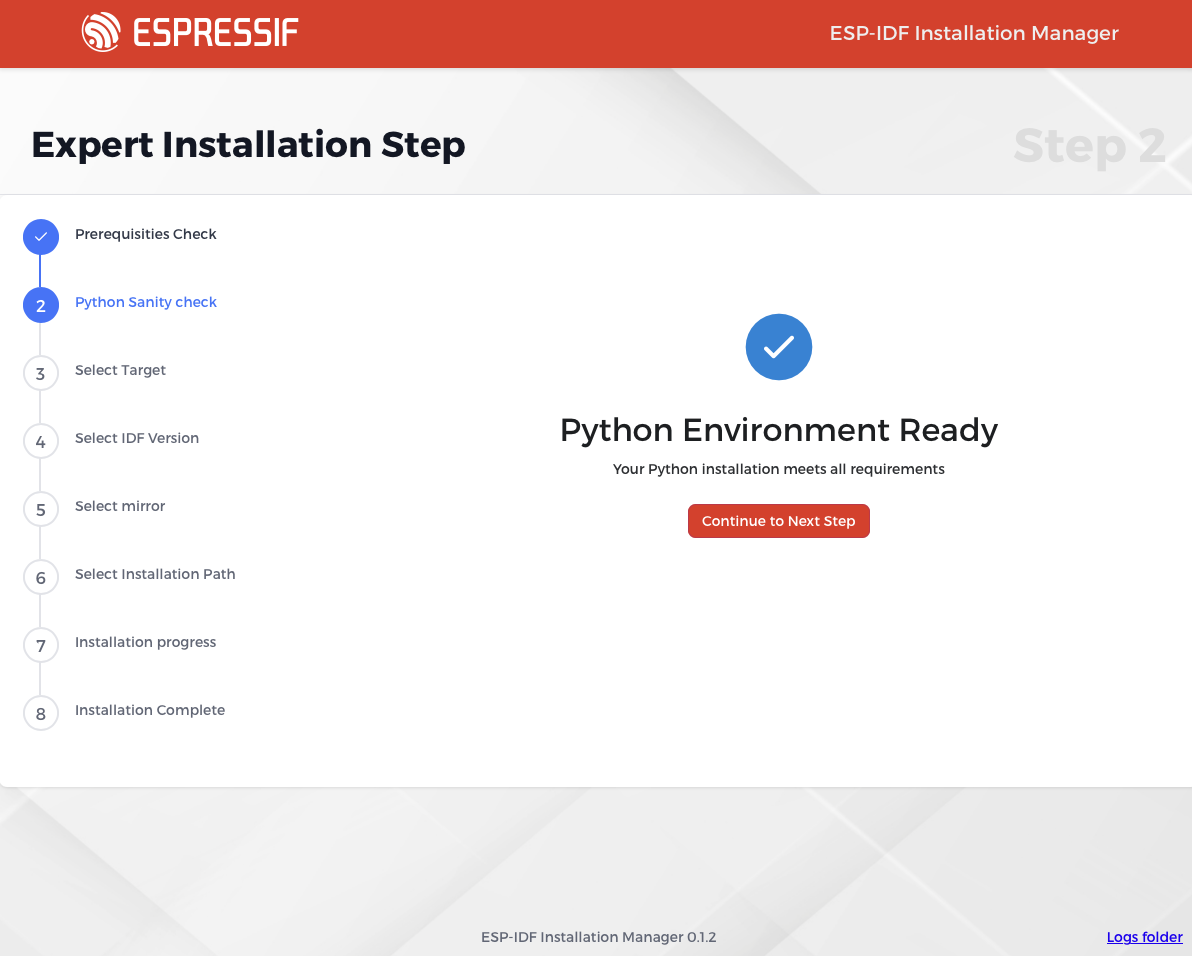 ESPRESSIF
ESP-IDF Installation Manager
Expert Installation Step
Step 2
Prerequisities Check
2
Python Sanity check
3
Select Target
4
Select IDF Version
5
Select mirror
6
Select Installation Path
7
Installation progress
8
Installation Complete
Python Environment Ready
Your Python installation meets all requirements
Continue to Next Step
ESP-IDF Installation Manager 0.1.2
Logs folder